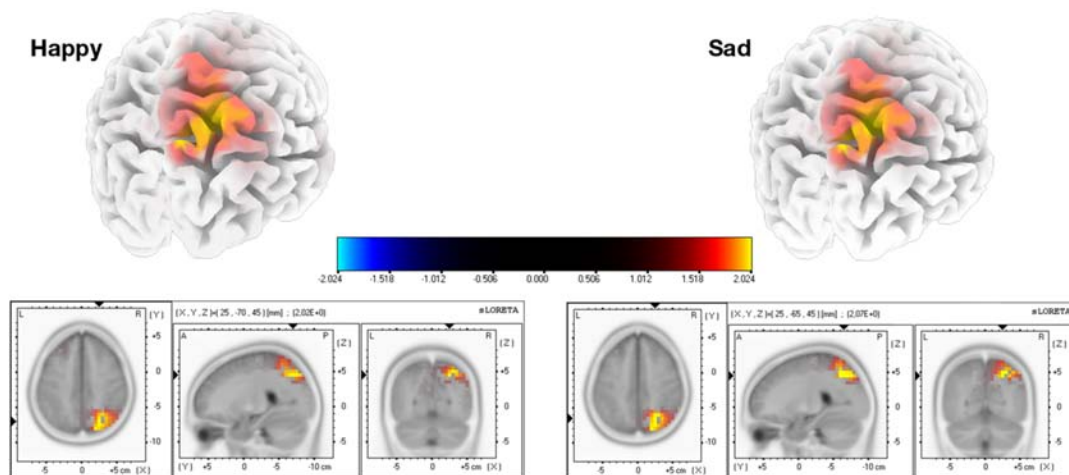 Happy
Sad
-2.024 -1.518 -1.012 -0.506 0.000 0.506 1.012 1.518 2.024
(X, Y, Z)=( 25 , -70 , 45) [mm] ; (2,02E+0) sLORETA
L R (Y) A P (Z) L R (Z)
+5 +5 +5
0 0 0
-5 -5 -5
-10
-5 0 +5 cm (X) (Y) +5 0 -5 -10 cm -5 0 +5 cm (X)
(X, Y, Z)=( 25 , -65 , 45) [mm] ; (2,07E+0) sLORETA
L R (Y) A P (Z) L R (Z)
+5 +5 +5
0 0 0
-5 -5 -5
-10
-5 0 +5 cm (X) (Y) +5 0 -5 -10 cm -5 0 +5 cm (X)